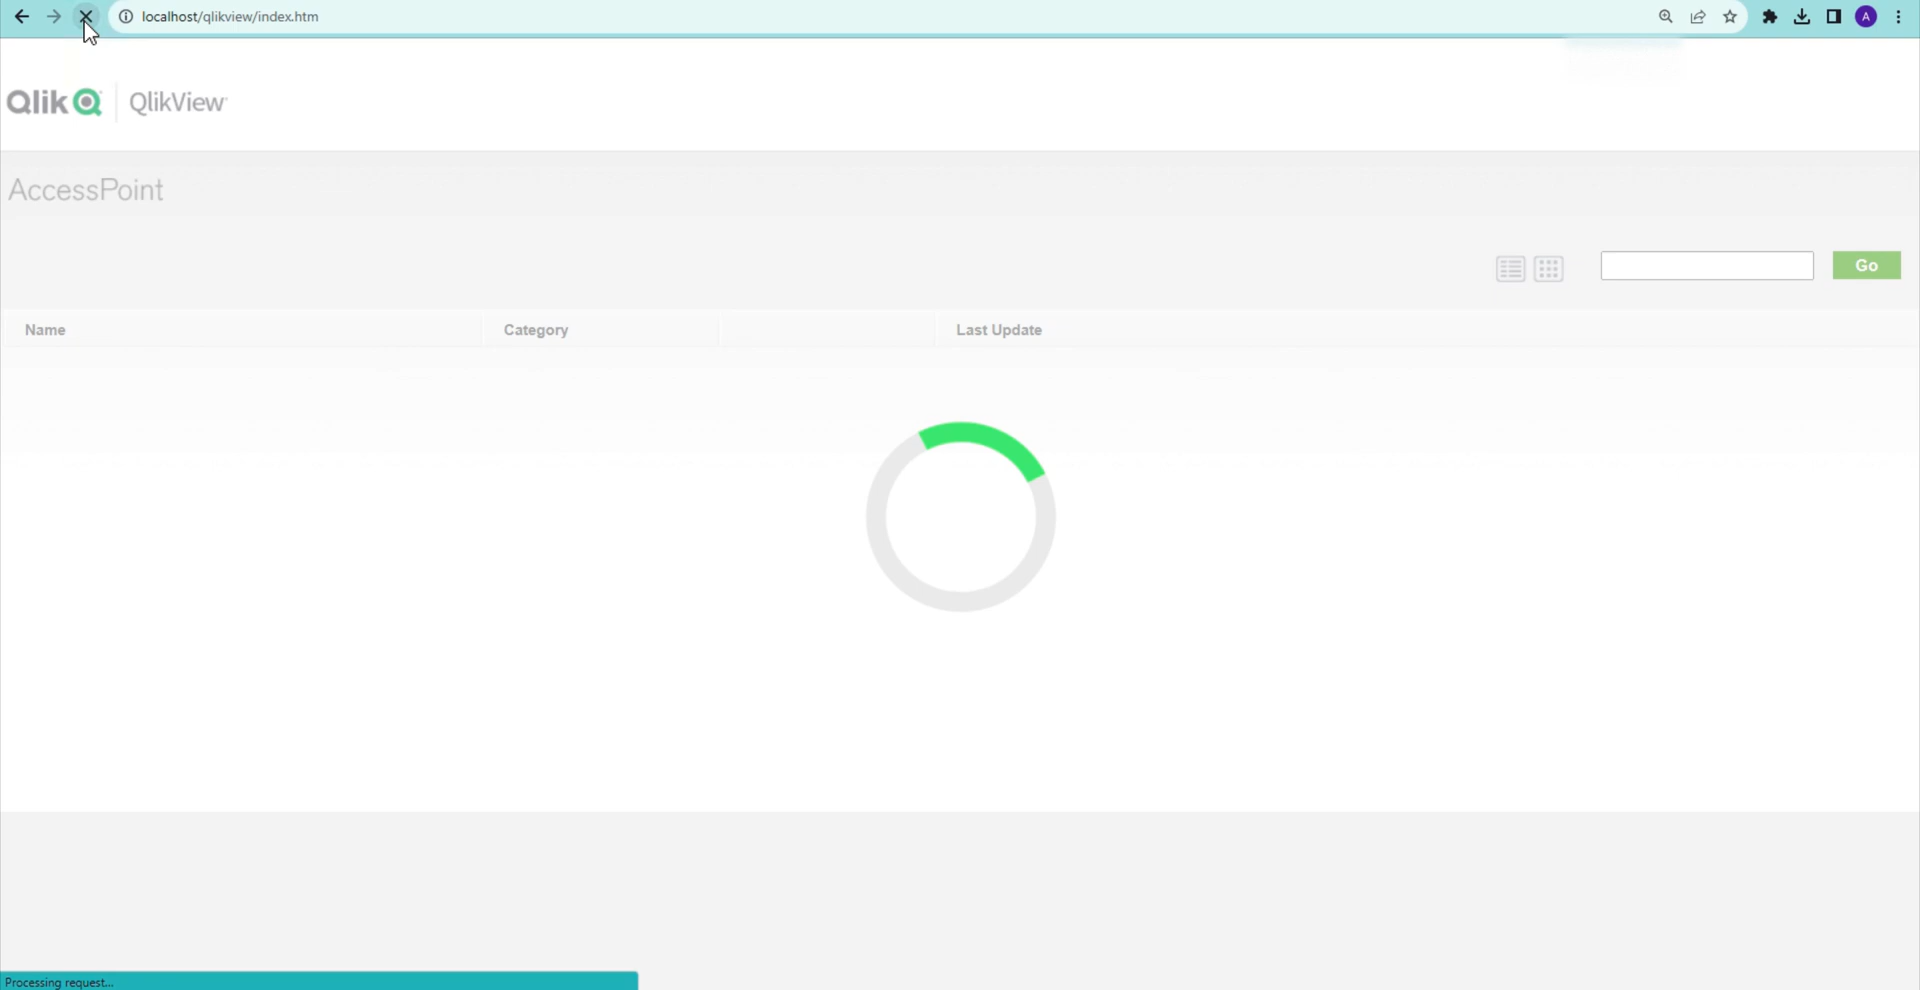 localhost/qlikview/index.htm
A
Qlik QlikView
AccessPoint
Go
Name Category Last Update
Processing request...